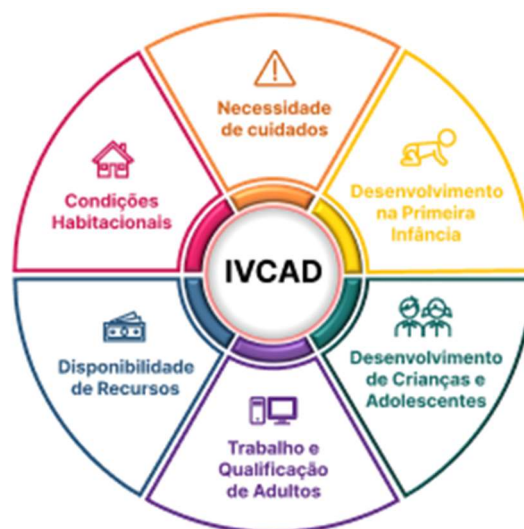 Necessidade
de cuidados
Desenvolvimento
na Primeira
Infância
Desenvolvimento
de Crianças e
Adolescentes
Trabalho e
Qualificação
de Adultos
Disponibilidade
de Recursos
Condições
Habitacionais
IVCAD